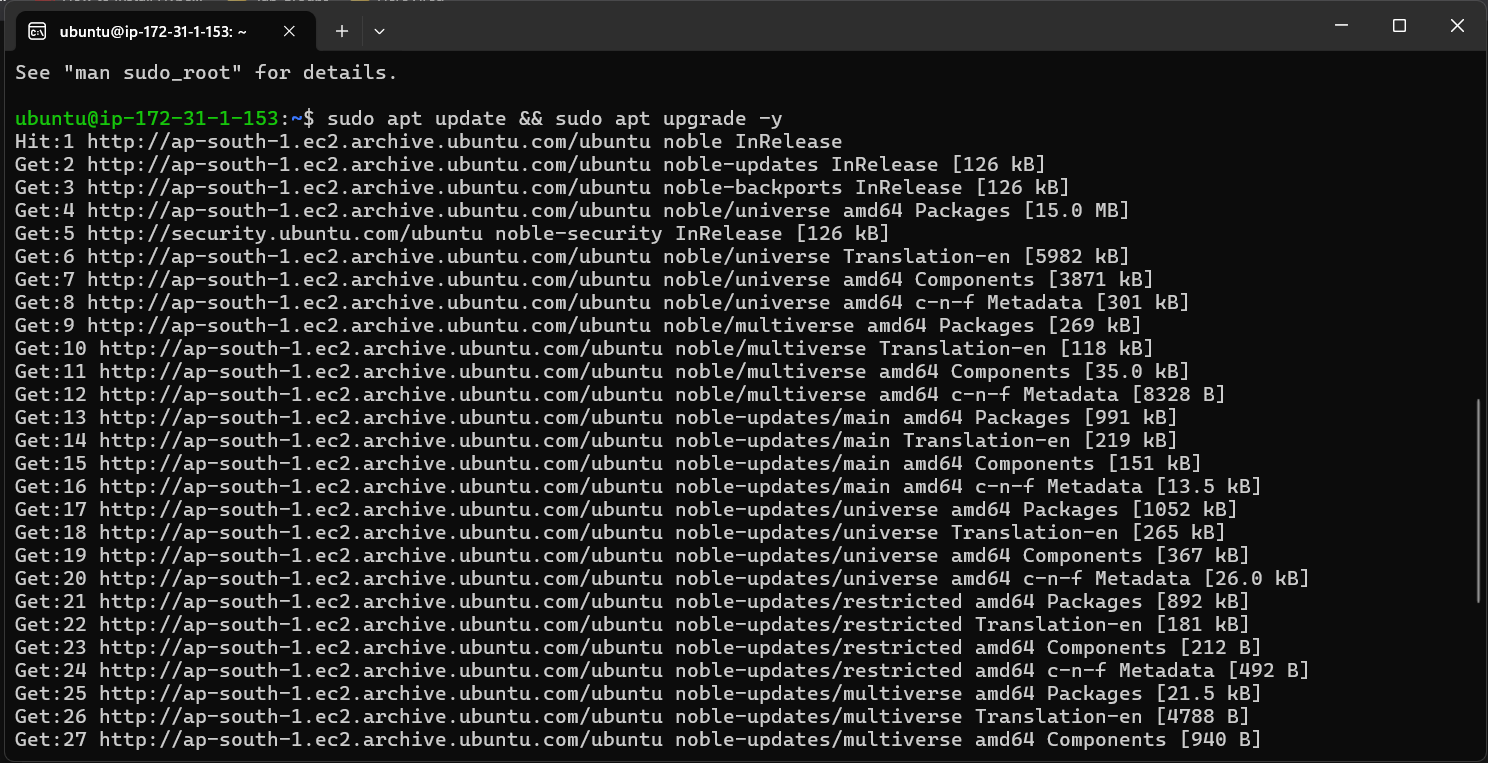 ubuntu@ip-172-31-1-153: ~
See "man sudo_root" for details.
ubuntu@ip-172-31-1-153:~$ sudo apt update && sudo apt upgrade -y
Hit:1 http://ap-south-1.ec2.archive.ubuntu.com/ubuntu noble InRelease
Get:2 http://ap-south-1.ec2.archive.ubuntu.com/ubuntu noble-updates InRelease [126 kB]
Get:3 http://ap-south-1.ec2.archive.ubuntu.com/ubuntu noble-backports InRelease [126 kB]
Get:4 http://ap-south-1.ec2.archive.ubuntu.com/ubuntu noble/universe amd64 Packages [15.0 MB]
Get:5 http://security.ubuntu.com/ubuntu noble-security InRelease [126 kB]
Get:6 http://ap-south-1.ec2.archive.ubuntu.com/ubuntu noble/universe Translation-en [5982 kB]
Get:7 http://ap-south-1.ec2.archive.ubuntu.com/ubuntu noble/universe amd64 Components [3871 kB]
Get:8 http://ap-south-1.ec2.archive.ubuntu.com/ubuntu noble/universe amd64 c-n-f Metadata [301 kB]
Get:9 http://ap-south-1.ec2.archive.ubuntu.com/ubuntu noble/multiverse amd64 Packages [269 kB]
Get:10 http://ap-south-1.ec2.archive.ubuntu.com/ubuntu noble/multiverse Translation-en [118 kB]
Get:11 http://ap-south-1.ec2.archive.ubuntu.com/ubuntu noble/multiverse amd64 Components [35.0 kB]
Get:12 http://ap-south-1.ec2.archive.ubuntu.com/ubuntu noble/multiverse amd64 c-n-f Metadata [8328 B]
Get:13 http://ap-south-1.ec2.archive.ubuntu.com/ubuntu noble-updates/main amd64 Packages [991 kB]
Get:14 http://ap-south-1.ec2.archive.ubuntu.com/ubuntu noble-updates/main Translation-en [219 kB]
Get:15 http://ap-south-1.ec2.archive.ubuntu.com/ubuntu noble-updates/main amd64 Components [151 kB]
Get:16 http://ap-south-1.ec2.archive.ubuntu.com/ubuntu noble-updates/main amd64 c-n-f Metadata [13.5 kB]
Get:17 http://ap-south-1.ec2.archive.ubuntu.com/ubuntu noble-updates/universe amd64 Packages [1052 kB]
Get:18 http://ap-south-1.ec2.archive.ubuntu.com/ubuntu noble-updates/universe Translation-en [265 kB]
Get:19 http://ap-south-1.ec2.archive.ubuntu.com/ubuntu noble-updates/universe amd64 Components [367 kB]
Get:20 http://ap-south-1.ec2.archive.ubuntu.com/ubuntu noble-updates/universe amd64 c-n-f Metadata [26.0 kB]
Get:21 http://ap-south-1.ec2.archive.ubuntu.com/ubuntu noble-updates/restricted amd64 Packages [892 kB]
Get:22 http://ap-south-1.ec2.archive.ubuntu.com/ubuntu noble-updates/restricted Translation-en [181 kB]
Get:23 http://ap-south-1.ec2.archive.ubuntu.com/ubuntu noble-updates/restricted amd64 Components [212 B]
Get:24 http://ap-south-1.ec2.archive.ubuntu.com/ubuntu noble-updates/restricted amd64 c-n-f Metadata [492 B]
Get:25 http://ap-south-1.ec2.archive.ubuntu.com/ubuntu noble-updates/multiverse amd64 Packages [21.5 kB]
Get:26 http://ap-south-1.ec2.archive.ubuntu.com/ubuntu noble-updates/multiverse Translation-en [4788 B]
Get:27 http://ap-south-1.ec2.archive.ubuntu.com/ubuntu noble-updates/multiverse amd64 Components [940 B]